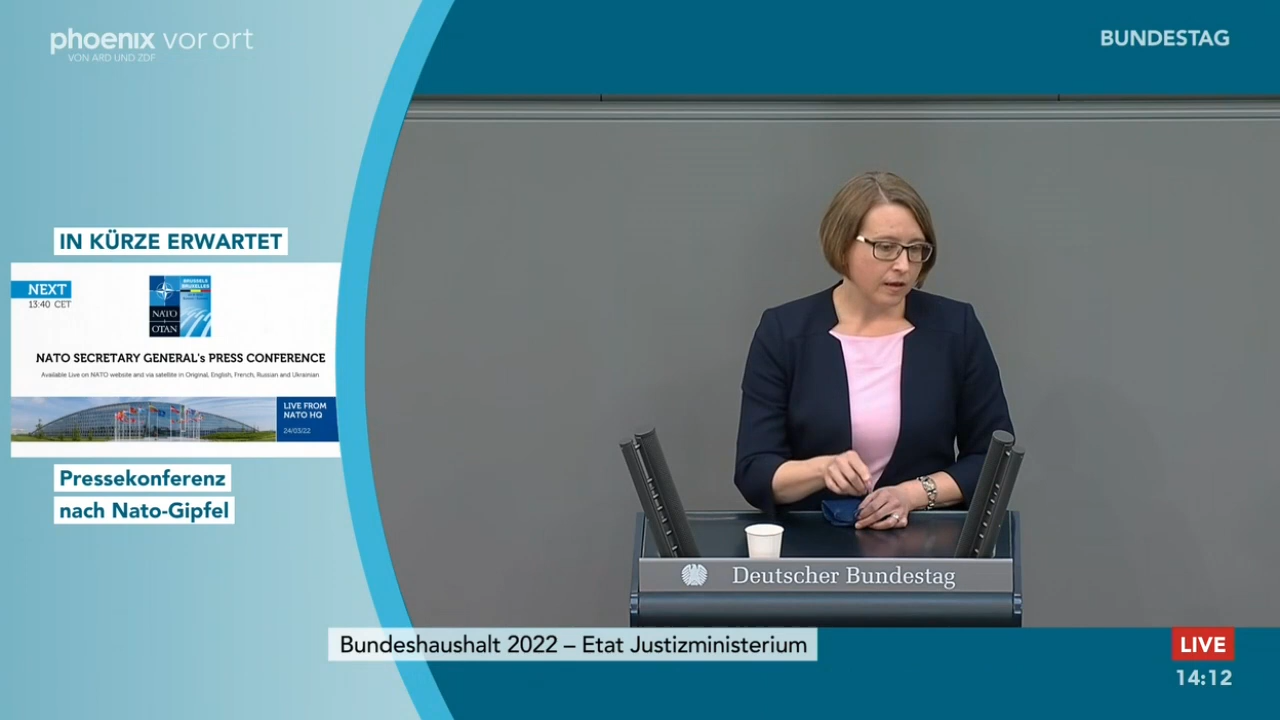 phoenix vor ort
VON ARD UND ZDF
BUNDESTAG
IN KÜRZE ERWARTET
NEXT
13:40 CET
BRUSSELS
BRUXELLES
NATO
OTAN
NATO SECRETARY GENERAL's PRESS CONFERENCE
Available Live on NATO website and via satellite in Original, English, French, Russian and Ukrainian
LIVE FROM
NATO HQ
24/03/22
Pressekonferenz
nach Nato-Gipfel
Deutscher Bundestag
Bundeshaushalt 2022 – Etat Justizministerium
LIVE
14:12